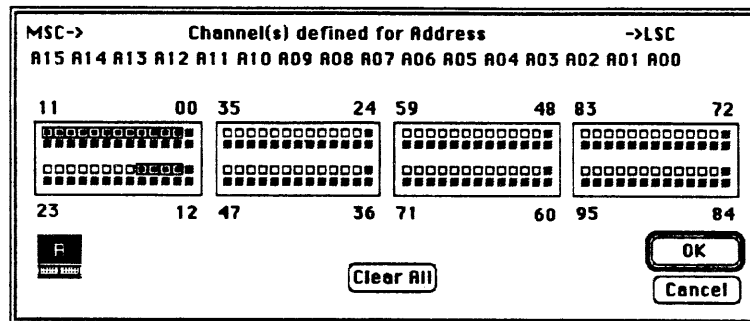 MSC-> Channel(s) defined for Address ->LSC
A15 A14 A13 A12 A11 A10 A09 A08 A07 A06 A05 A04 A03 A02 A01 A00
11 00 35 24 59 48 83 72
23 12 47 36 71 60 95 84
A
OK
Clear All
Cancel